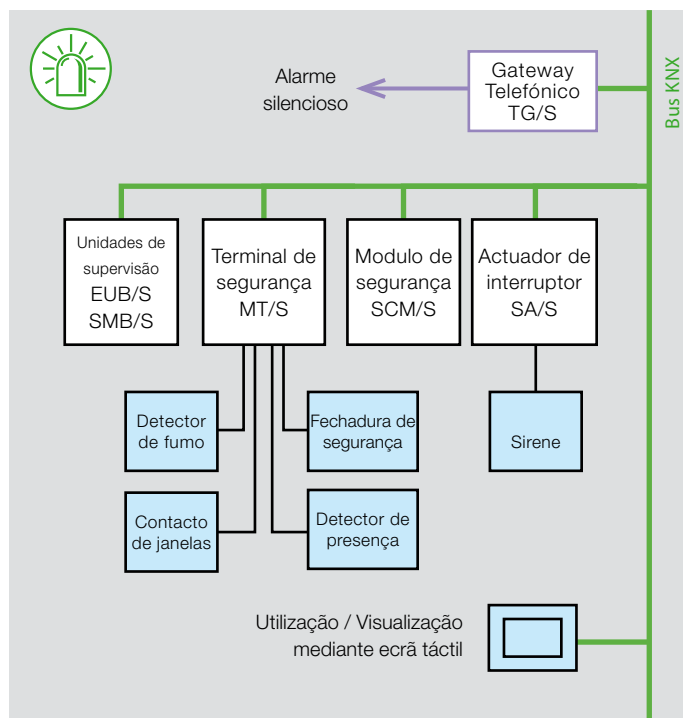 Alarme
silencioso
Gateway
Telefónico
TG/S
Bus KNX
Unidades de
supervisão
EUB/S
SMB/S
Terminal de
segurança
MT/S
Modulo de
segurança
SCM/S
Actuador de
interruptor
SA/S
Detector
de fumo
Fechadura de
segurança
Sirene
Contacto
de janelas
Detector de
presença
Utilização / Visualização
mediante ecrã táctil